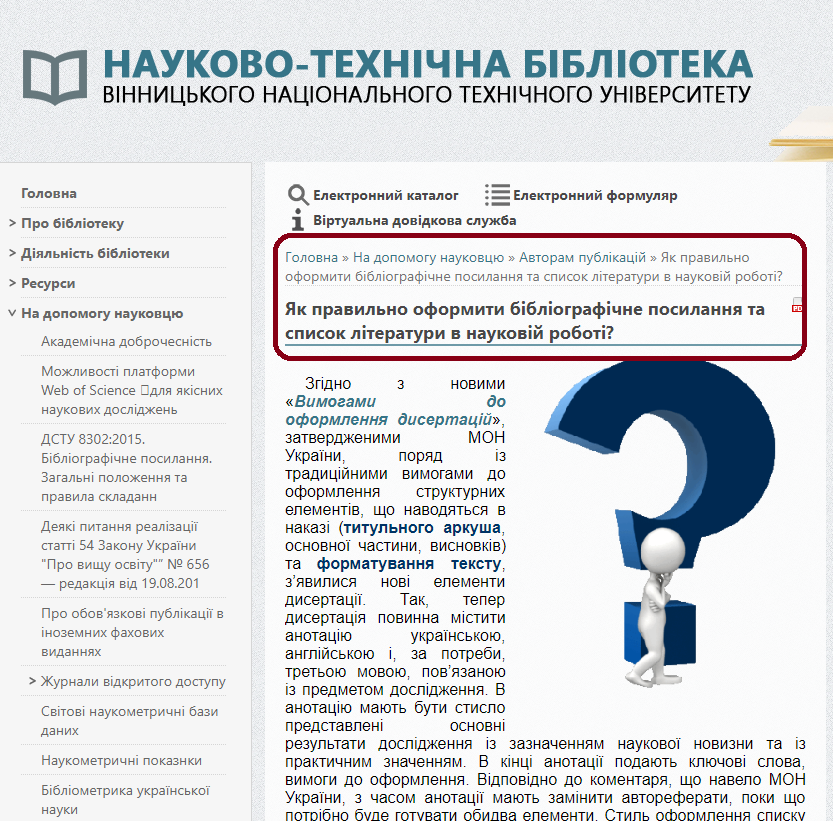 НАУКОВО-ТЕХНІЧНА БІБЛІОТЕКА
ВІННИЦЬКОГО НАЦІОНАЛЬНОГО ТЕХНІЧНОГО УНІВЕРСИТЕТУ
Головна
> Про бібліотеку
> Діяльність бібліотеки
> Ресурси
На допомогу науковцю
Академічна доброчесність
Можливості платформи
Web of Science для якісних
наукових досліджень
ДСТУ 8302:2015.
Бібліографічне посилання.
Загальні положення та
правила складанн
Деякі питання реалізації
статті 54 Закону України
"Про вищу освіту"” № 656
— редакція від 19.08.201
Про обов'язкові публікації в
іноземних фахових
виданнях
> Журнали відкритого доступу
Світові наукометричні бази
даних
Наукометричні показнки
Бібліометрика української
науки
Електронний каталог
Електронний формуляр
Віртуальна довідкова служба
Головна » На допомогу науковцю » Авторам публікацій » Як правильно
оформити бібліографічне посилання та список літератури в науковій роботі?
Як правильно оформити бібліографічне посилання та
список літератури в науковій роботі?
Згідно з новими
«Вимогами до
оформлення дисертацій»,
затвердженими МОН
України, поряд із
традиційними вимогами до
оформлення структурних
елементів, що наводяться в
наказі (титульного аркуша,
основної частини, висновків)
та форматування тексту,
з’явилися нові елементи
дисертації. Так, тепер
дисертація повинна містити
анотацію українською,
англійською і, за потреби,
третьою мовою, пов’язаною
із предметом дослідження. В
анотацію мають бути стисло
представлені основні
результати дослідження із зазначенням наукової новизни та із
практичним значенням. В кінці анотації подають ключові слова,
вимоги до оформлення. Відповідно до коментаря, що навело МОН
України, з часом анотації мають замінити автореферати, поки що
потрібно буде готувати обидва елементи. Стиль оформлення списку